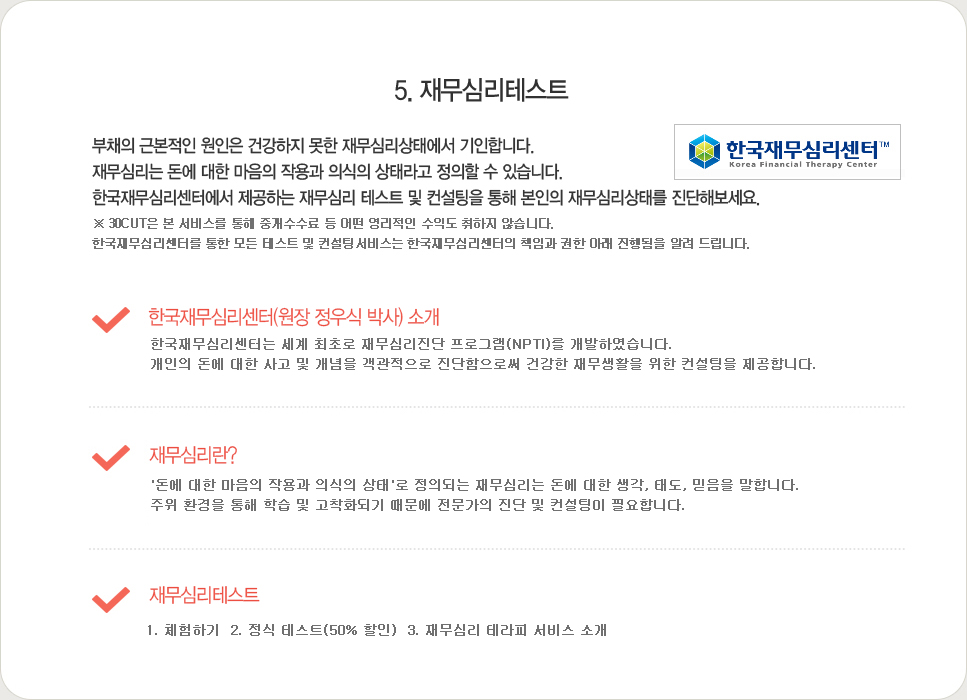 5. 재무심리테스트
부채의 근본적인 원인은 건강하지 못한 재무심리상태에서 기인합니다.
재무심리는 돈에 대한 마음의 작용과 의식의 상태라고 정의할 수 있습니다.
한국재무심리센터™
Korea Financial Therapy Center
한국재무심리센터에서 제공하는 재무심리 테스트 및 컨설팅을 통해 본인의 재무심리상태를 진단해보세요.
※ 30CUT은 본 서비스를 통해 중개수수료 등 어떤 영리적인 수익도 취하지 않습니다.
한국재무심리센터를 통한 모든 테스트 및 컨설팅서비스는 한국재무심리센터의 책임과 권한 아래 진행됨을 알려 드립니다.
한국재무심리센터(원장 정우식 박사) 소개
한국재무심리센터는 세계 최초로 재무심리진단 프로그램(NPTI)를 개발하였습니다.
개인의 돈에 대한 사고 및 개념을 객관적으로 진단함으로써 건강한 재무생활을 위한 컨설팅을 제공합니다.
재무심리란?
'돈에 대한 마음의 작용과 의식의 상태'로 정의되는 재무심리는 돈에 대한 생각, 태도, 믿음을 말합니다.
주위 환경을 통해 학습 및 고착화되기 때문에 전문가의 진단 및 컨설팅이 필요합니다.
재무심리테스트
1. 체험하기 2. 정식 테스트(50% 할인) 3. 재무심리 테라피 서비스 소개